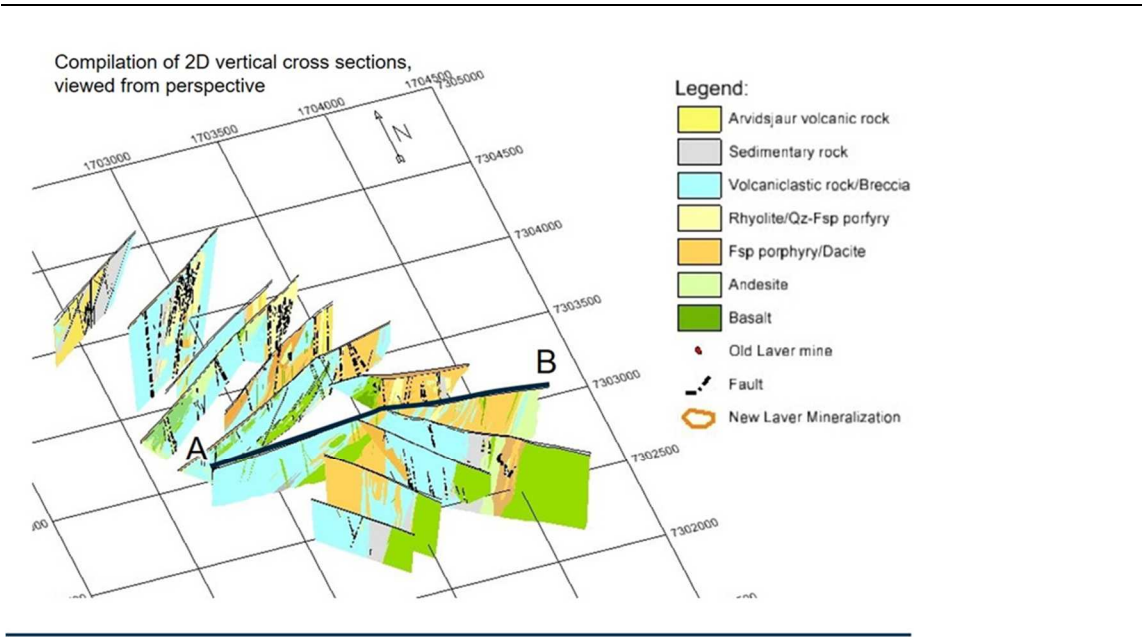 Compilation of 2D vertical cross sections,
viewed from perspective
1704500
7305000
1704000
1703500
1703000
N
7304500
7304000
7303500
7303000
7302500
7302000
A
B
Legend:
Arvidsjaur volcanic rock
Sedimentary rock
Volcaniclastic rock/Breccia
Rhyolite/Qz-Fsp porfyry
Fsp porphyry/Dacite
Andesite
Basalt
Old Laver mine
Fault
New Laver Mineralization